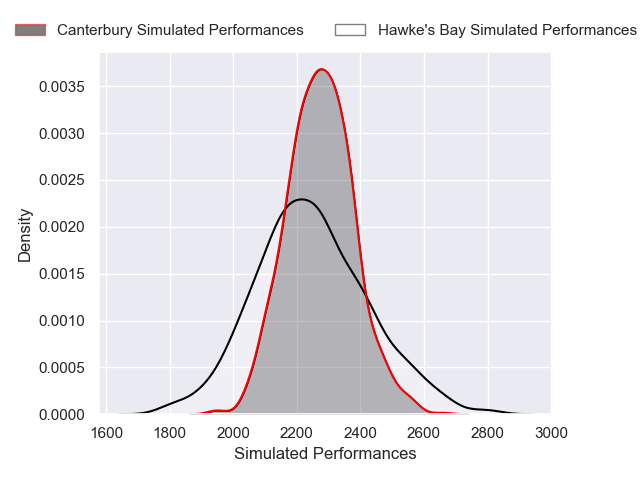 Canterbury Simulated Performances
Hawke's Bay Simulated Performances
0.0035
0.0030
0.0025
0.0020
0.0015
0.0010
0.0005
0.0000
Density
1600 1800 2000 2200 2400 2600 2800 3000
Simulated Performances